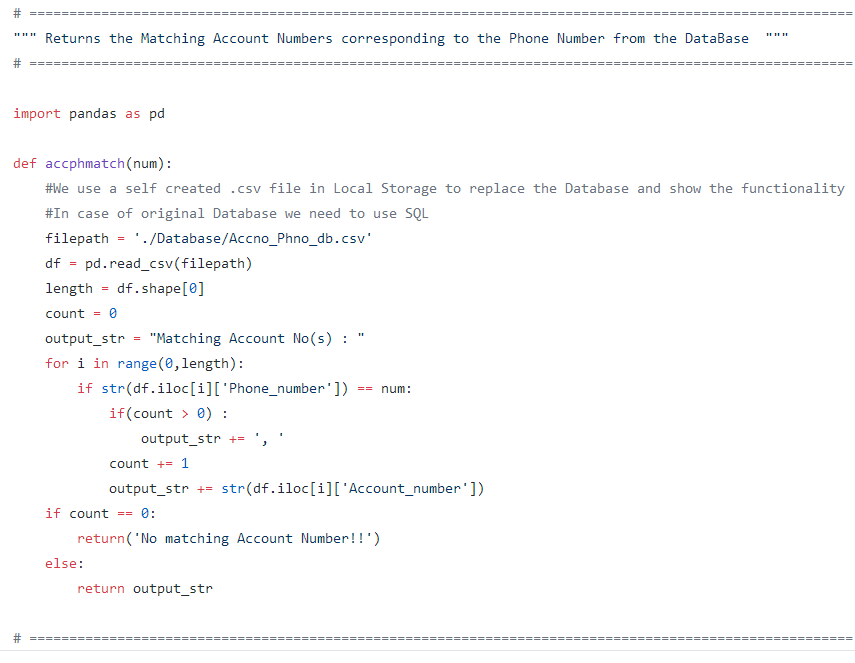 # =======================================================================================================
""" Returns the Matching Account Numbers corresponding to the Phone Number from the DataBase  """
# =======================================================================================================
import pandas as pd
def accphmatch(num):
    #We use a self created .csv file in Local Storage to replace the Database and show the functionality
    #In case of original Database we need to use SQL
    filepath = './Database/Accno_Phno_db.csv'
    df = pd.read_csv(filepath)
    length = df.shape[0]
    count = 0
    output_str = "Matching Account No(s) : "
    for i in range(0,length):
        if str(df.iloc[i]['Phone_number']) == num:
            if(count > 0) :
                output_str += ', '
            count += 1
            output_str += str(df.iloc[i]['Account_number'])
    if count == 0:
        return('No matching Account Number!!')
    else:
        return output_str
# =======================================================================================================